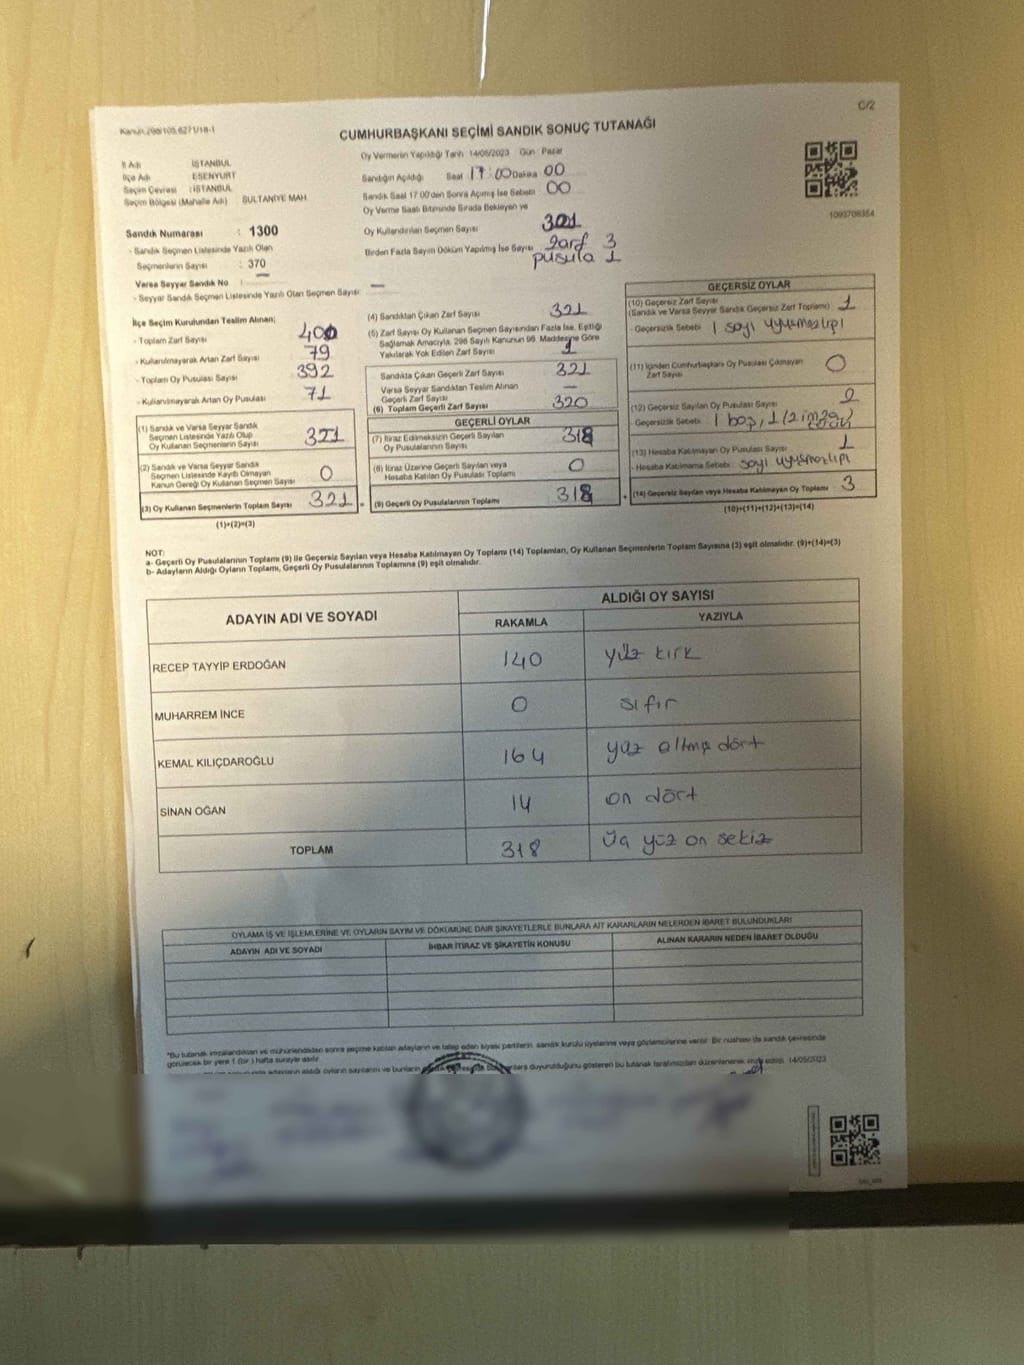 C/2
Kanun 298/105,6271/18-1
CUMHURBAŞKANI SEÇİMİ SANDIK SONUÇ TUTANAĞI
İl Adı : İSTANBUL
İlçe Adı : ESENYURT
Seçim Çevresi : İSTANBUL
Seçim Bölgesi (Mahalle Adı) SULTANİYE MAH.
Sandık Numarası : 1300
- Sandık Seçmen Listesinde Yazılı Olan
Seçmenlerin Sayısı : 370
Varsa Seyyar Sandık No : —
- Seyyar Sandık Seçmen Listesinde Yazılı Olan Seçmen Sayısı: —
Oy Vermenin Yapıldığı Tarih 14/05/2023 Gün : Pazar
Sandığın Açıldığı Saat 17:00 Dakika 00
Sandık Saat 17:00'den Sonra Açılmış İse Sebebi 00
Oy Verme Saati Bitiminde Sırada Bekleyen ve
Oy Kullandırılan Seçmen Sayısı 301
Birden Fazla Sayım Döküm Yapılmış İse Sayısı zarf 3
pusula 1
1093708354
İlçe Seçim Kurulundan Teslim Alınan;
- Toplam Zarf Sayısı 400
- Kullanılmayarak Artan Zarf Sayısı 79
- Toplam Oy Pusulası Sayısı 392
- Kullanılmayarak Artan Oy Pusulası 71
(1) Sandık ve Varsa Seyyar Sandık
Seçmen Listesinde Yazılı Olup
Oy Kullanan Seçmenlerin Sayısı 321
(2) Sandık ve Varsa Seyyar Sandık
Seçmen Listesinde Kayıtlı Olmayan
Kanun Gereği Oy Kullanan Seçmen Sayısı 0
(3) Oy Kullanan Seçmenlerin Toplam Sayısı 321
(1)+(2)=(3)
(4) Sandıktan Çıkan Zarf Sayısı 321
(5) Zarf Sayısı Oy Kullanan Seçmen Sayısından Fazla İse, Eşitliği
Sağlamak Amacıyla, 298 Sayılı Kanunun 98. Maddesine Göre
Yakılarak Yok Edilen Zarf Sayısı 1
Sandıkta Çıkan Geçerli Zarf Sayısı 321
Varsa Seyyar Sandıktan Teslim Alınan
Geçerli Zarf Sayısı —
(6) Toplam Geçerli Zarf Sayısı 320
GEÇERLİ OYLAR
(7) İtiraz Edilmeksizin Geçerli Sayılan
Oy Pusulalarının Sayısı 318
(8) İtiraz Üzerine Geçerli Sayılan veya
Hesaba Katılan Oy Pusulası Toplamı 0
(9) Geçerli Oy Pusulalarının Toplamı 318
GEÇERSİZ OYLAR
(10) Geçersiz Zarf Sayısı
(Sandık ve Varsa Seyyar Sandık Geçersiz Zarf Toplamı) 1
- Geçersizlik Sebebi 1 sayı uyuşmazlığı
(11) İçinden Cumhurbaşkanı Oy Pusulası Çıkmayan
Zarf Sayısı 0
(12) Geçersiz Sayılan Oy Pusulası Sayısı 2
- Geçersizlik Sebebi 1 boş, 1
(13) Hesaba Katılmayan Oy Pusulası Sayısı 1
- Hesaba Katılmama Sebebi sayı uyuşmazlığı
(14) Geçersiz Sayılan veya Hesaba Katılmayan Oy Toplamı 3
(10)+(11)+(12)+(13)=(14)
NOT:
a- Geçerli Oy Pusulalarının Toplamı (9) ile Geçersiz Sayılan veya Hesaba Katılmayan Oy Toplamı (14) Toplamları, Oy Kullanan Seçmenlerin Toplam Sayısına (3) eşit olmalıdır. (9)+(14)=(3)
b- Adayların Aldığı Oyların Toplamı, Geçerli Oy Pusulalarının Toplamına (9) eşit olmalıdır.
ADAYIN ADI VE SOYADI ALDIĞI OY SAYISI
RAKAMLA YAZIYLA
RECEP TAYYİP ERDOĞAN 140 yüz kırk
MUHARREM İNCE 0 sıfır
KEMAL KILIÇDAROĞLU 164 yüz altmış dört
SİNAN OĞAN 14 on dört
TOPLAM 318 üç yüz on sekiz
OYLAMA İŞ VE İŞLEMLERİNE VE OYLARIN SAYIM VE DÖKÜMÜNE DAİR ŞİKAYETLERLE BUNLARA AİT KARARLARIN NELERDEN İBARET BULUNDUKLARI
ADAYIN ADI VE SOYADI İHBAR İTİRAZ VE ŞİKAYETİN KONUSU ALINAN KARARIN NEDEN İBARET OLDUĞU
*Bu tutanak imzalandıktan ve mühürlendikten sonra seçime katılan adayların ve talep eden siyasi partilerin sandık kurulu üyelerine veya gözlemcilerine verilir. Bir nüshası da sandık çevresinde
görülecek bir yere 1 (bir) hafta süreyle asılır.
adayların aldığı oyların sayılarını ve bunların duyurulduğunu gösteren bu tutanak tarafımızdan düzenlenerek imza edildi. 14/05/2023